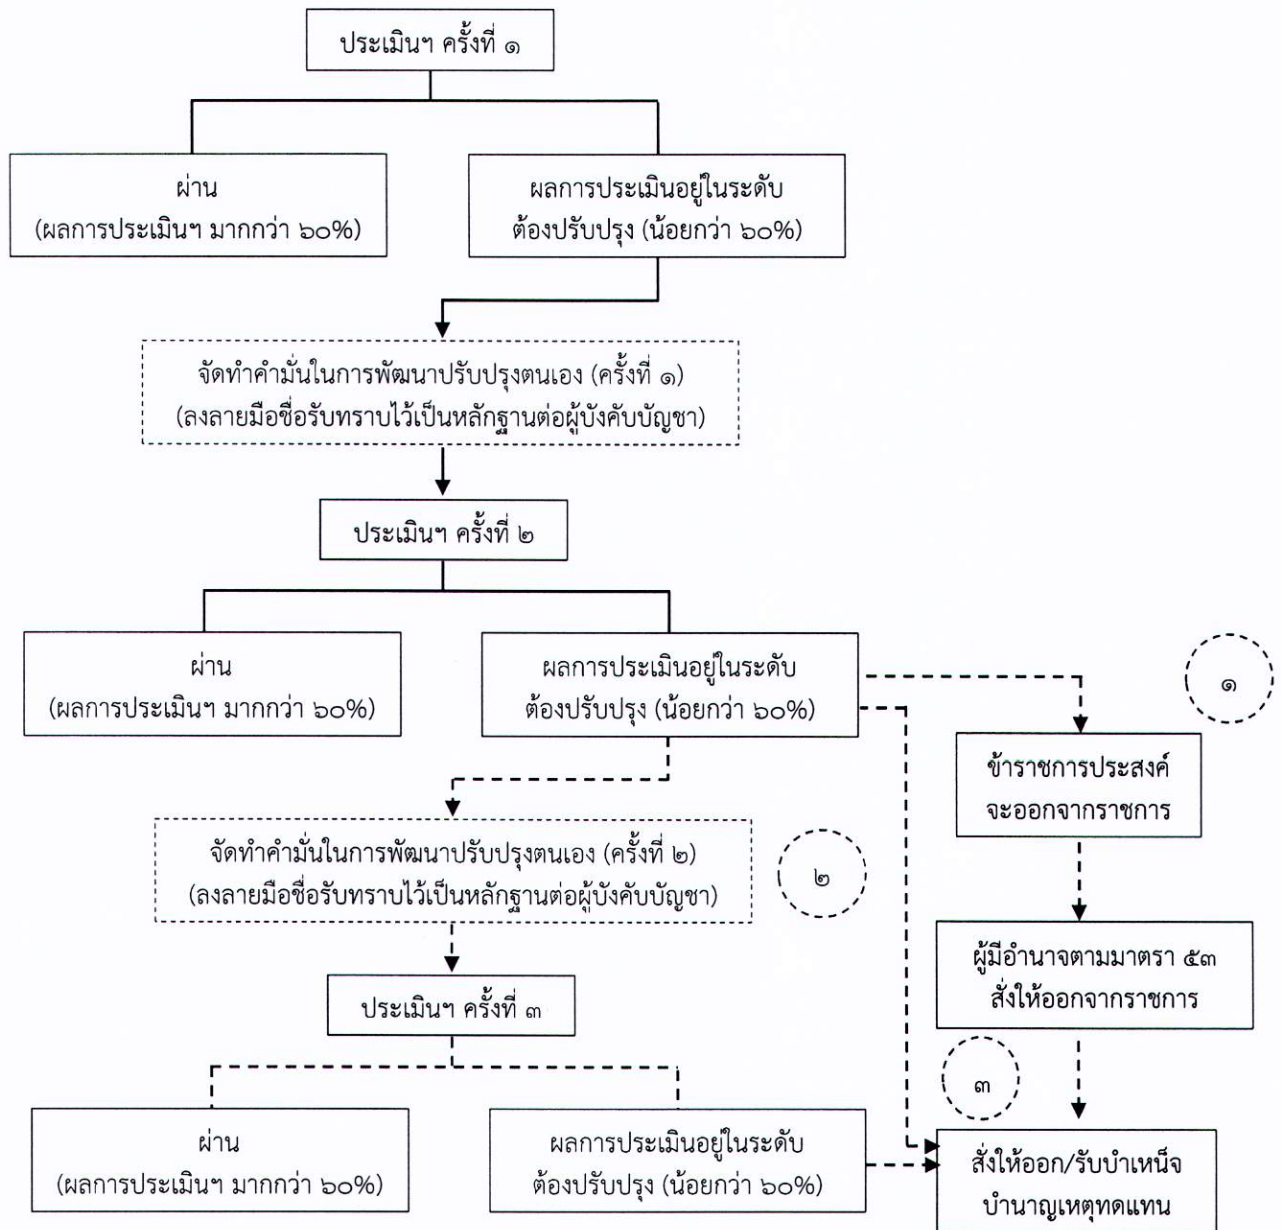 ประเมินฯ ครั้งที่ ๑
ผ่าน
(ผลการประเมินฯ มากกว่า ๖๐%)
ผลการประเมินอยู่ในระดับ
ต้องปรับปรุง (น้อยกว่า ๖๐%)
จัดทำคำมั่นในการพัฒนาปรับปรุงตนเอง (ครั้งที่ ๑)
(ลงลายมือชื่อรับทราบไว้เป็นหลักฐานต่อผู้บังคับบัญชา)
ประเมินฯ ครั้งที่ ๒
ผ่าน
(ผลการประเมินฯ มากกว่า ๖๐%)
ผลการประเมินอยู่ในระดับ
ต้องปรับปรุง (น้อยกว่า ๖๐%)
๑
ข้าราชการประสงค์
จะออกจากราชการ
จัดทำคำมั่นในการพัฒนาปรับปรุงตนเอง (ครั้งที่ ๒)
(ลงลายมือชื่อรับทราบไว้เป็นหลักฐานต่อผู้บังคับบัญชา)
๒
ผู้มีอำนาจตามมาตรา ๕๓
สั่งให้ออกจากราชการ
ประเมินฯ ครั้งที่ ๓
๓
ผ่าน
(ผลการประเมินฯ มากกว่า ๖๐%)
ผลการประเมินอยู่ในระดับ
ต้องปรับปรุง (น้อยกว่า ๖๐%)
สั่งให้ออก/รับบำเหน็จ
บำนาญเหตุทดแทน